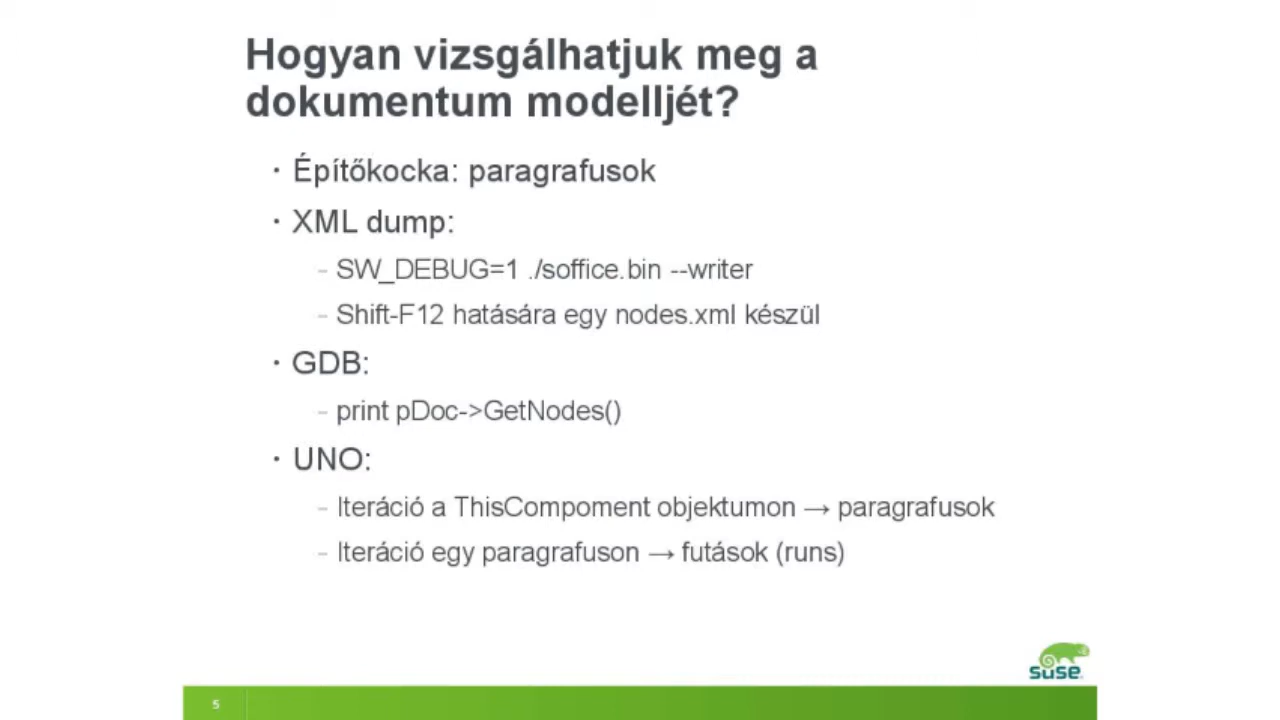 Hogyan vizsgálhatjuk meg a
dokumentum modelljét?
· Építőkocka: paragrafusok
· XML dump:
- SW_DEBUG=1 ./soffice.bin --writer
- Shift-F12 hatására egy nodes.xml készül
· GDB:
- print pDoc->GetNodes()
· UNO:
- Iteráció a ThisCompoment objektumon → paragrafusok
- Iteráció egy paragrafuson → futások (runs)
SUSE
5